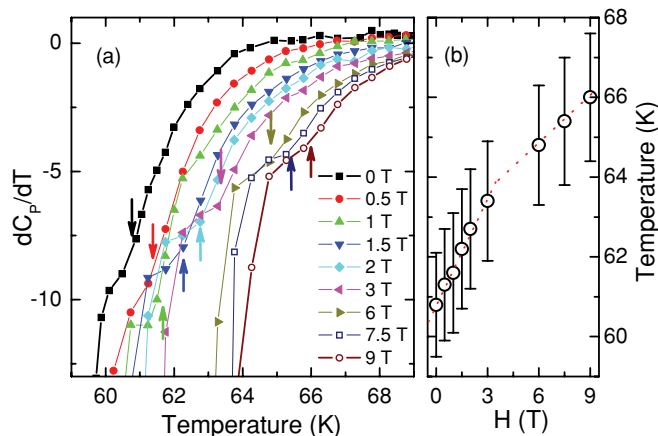 (a)
dC_P/dT
0
-5
-10
60 62 64 66 68
Temperature (K)
0 T
0.5 T
1 T
1.5 T
2 T
3 T
6 T
7.5 T
9 T
(b)
68
66
64
62
60
Temperature (K)
0 3 6 9
H (T)